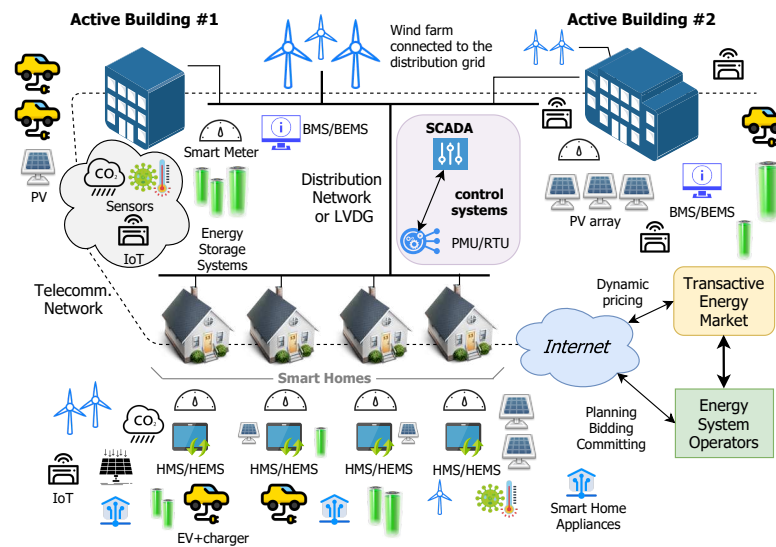 Active Building #1
Wind farm
connected to the
distribution grid
Active Building #2
PV
Smart Meter
BMS/BEMS
CO₂
Sensors
IoT
Energy
Storage
Systems
Distribution
Network
or LVDG
SCADA
control
systems
PMU/RTU
PV array
BMS/BEMS
Telecomm.
Network
Dynamic
pricing
Transactive
Energy
Market
Internet
Smart Homes
Planning
Bidding
Committing
Energy
System
Operators
CO₂
IoT
HMS/HEMS
HMS/HEMS
HMS/HEMS
HMS/HEMS
EV+charger
Smart Home
Appliances